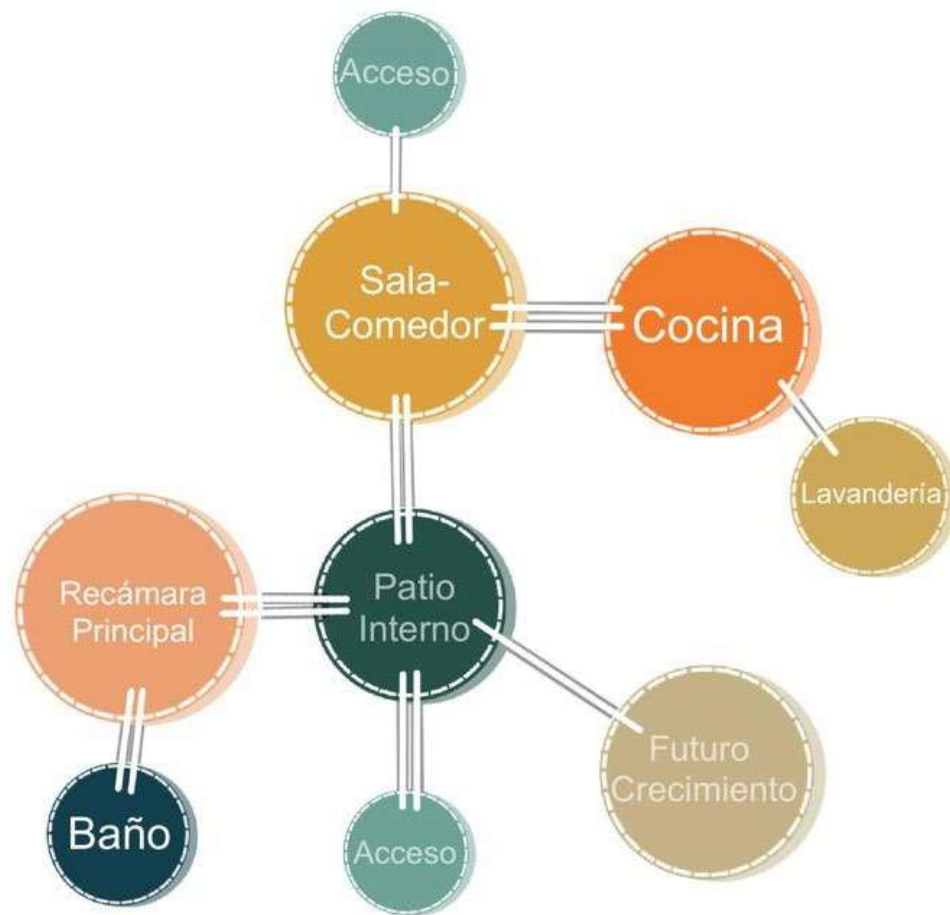 Acceso
Sala-
Comedor
Cocina
Lavandería
Recámara
Principal
Patio
Interno
Futuro
Crecimiento
Baño
Acceso